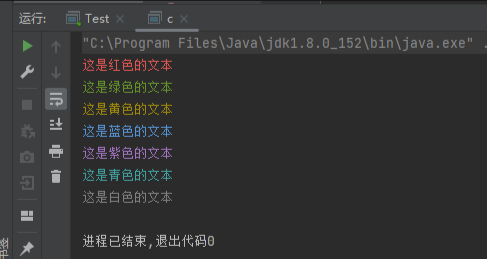 运行: Test × c ×
"C:\Program Files\Java\jdk1.8.0_152\bin\java.exe" .
这是红色的文本
这是绿色的文本
这是黄色的文本
这是蓝色的文本
这是紫色的文本
这是青色的文本
这是白色的文本
进程已结束,退出代码0